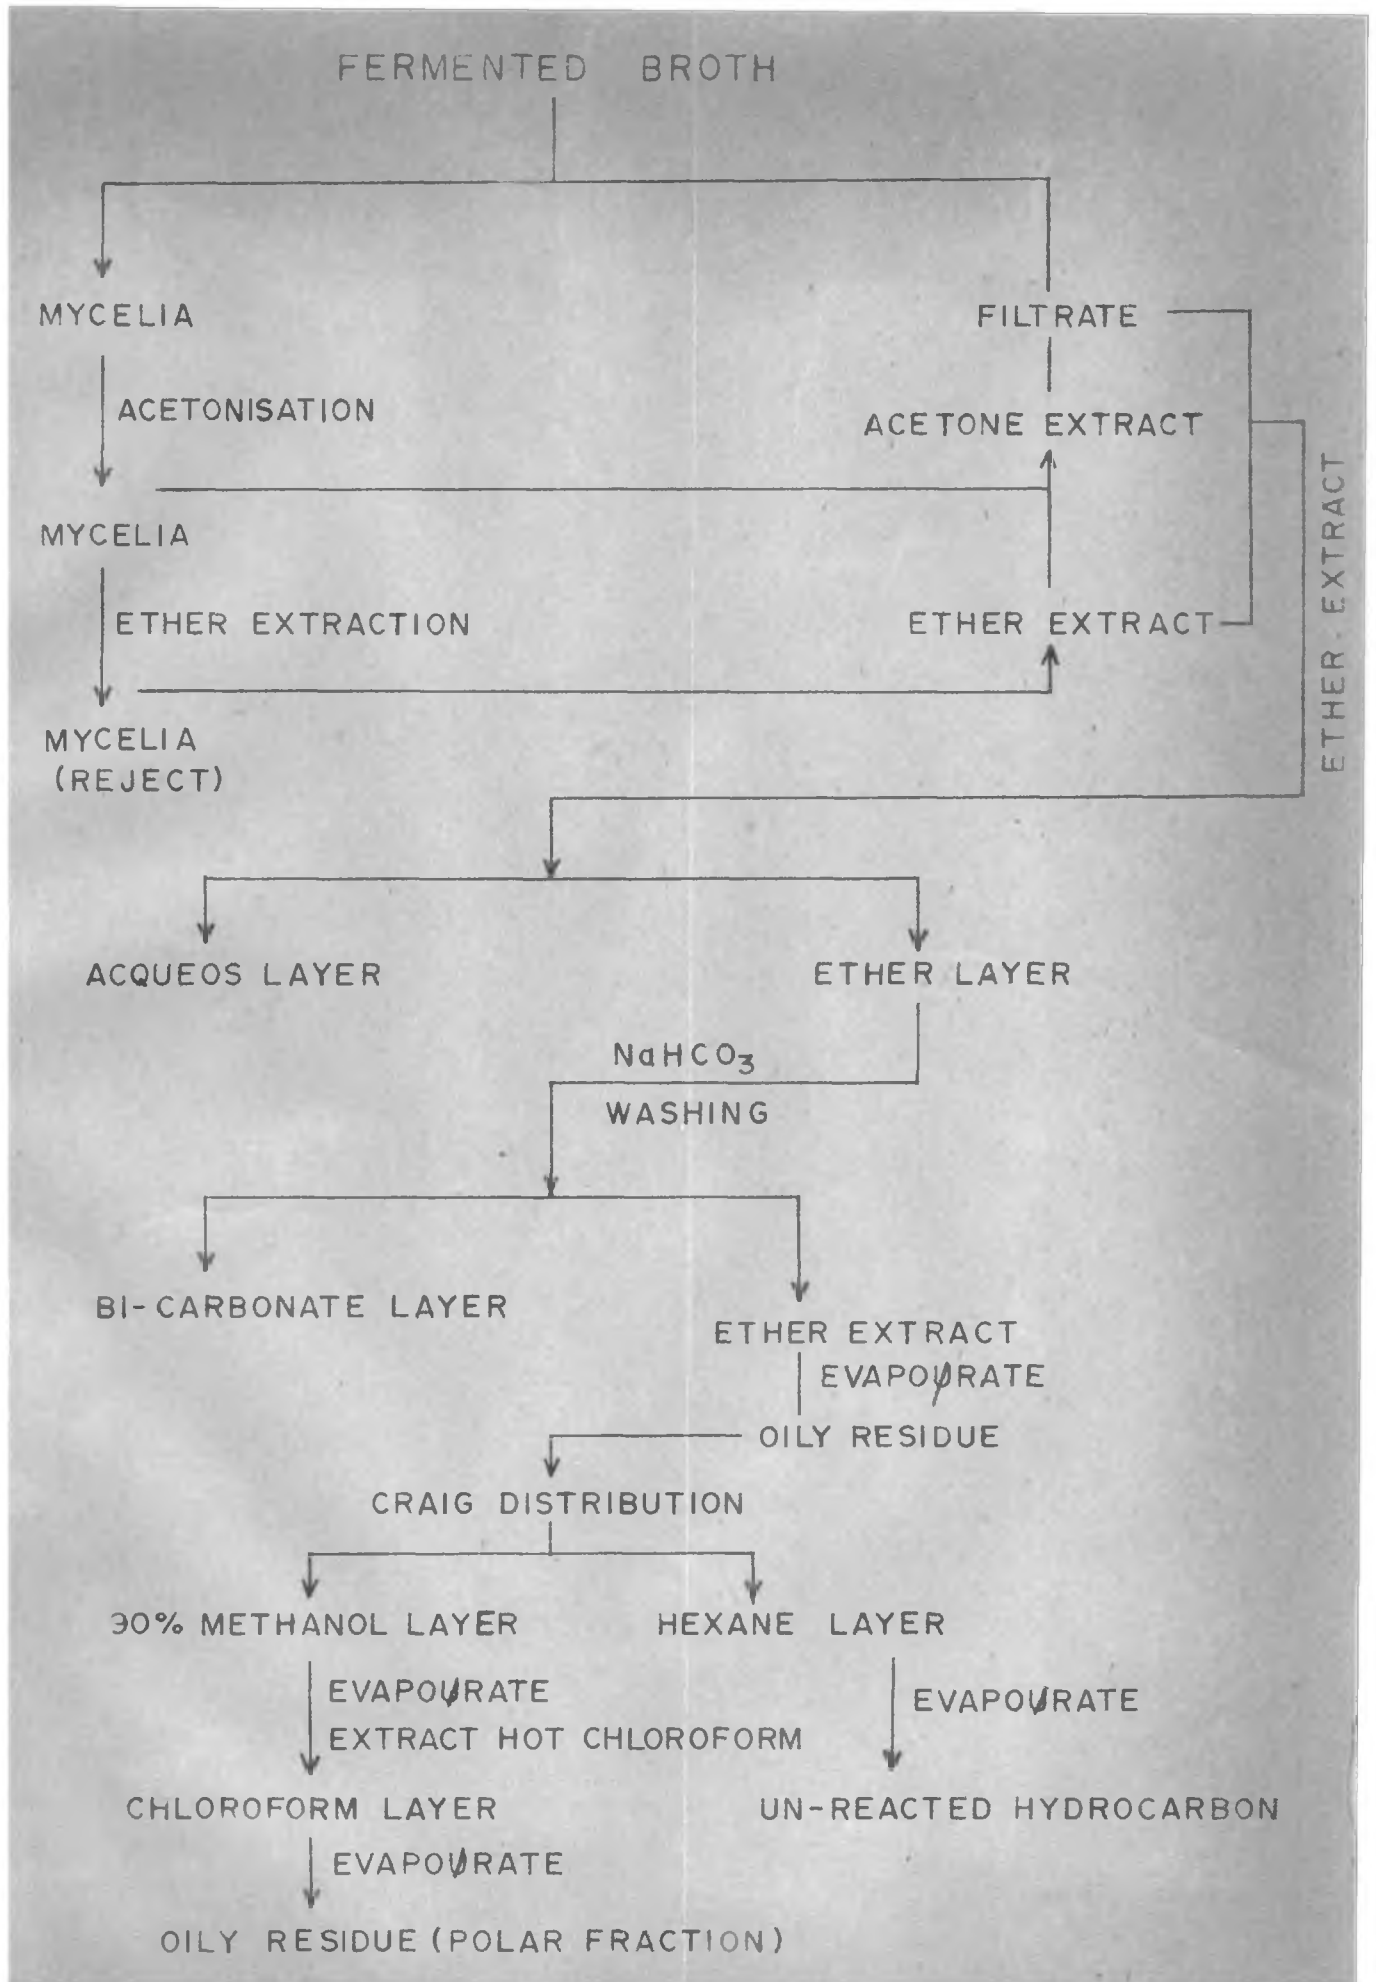 FERMENTED BROTH
MYCELIA
FILTRATE
ACETONISATION
ACETONE EXTRACT
MYCELIA
ETHER EXTRACTION
ETHER EXTRACT
ETHER. EXTRACT
MYCELIA
(REJECT)
ACQUEOS LAYER
ETHER LAYER
NaHCO3
WASHING
BI-CARBONATE LAYER
ETHER EXTRACT
EVAPOURATE
OILY RESIDUE
CRAIG DISTRIBUTION
90% METHANOL LAYER
HEXANE LAYER
EVAPOURATE
EXTRACT HOT CHLOROFORM
EVAPOURATE
CHLOROFORM LAYER
UN-REACTED HYDROCARBON
EVAPOURATE
OILY RESIDUE (POLAR FRACTION)